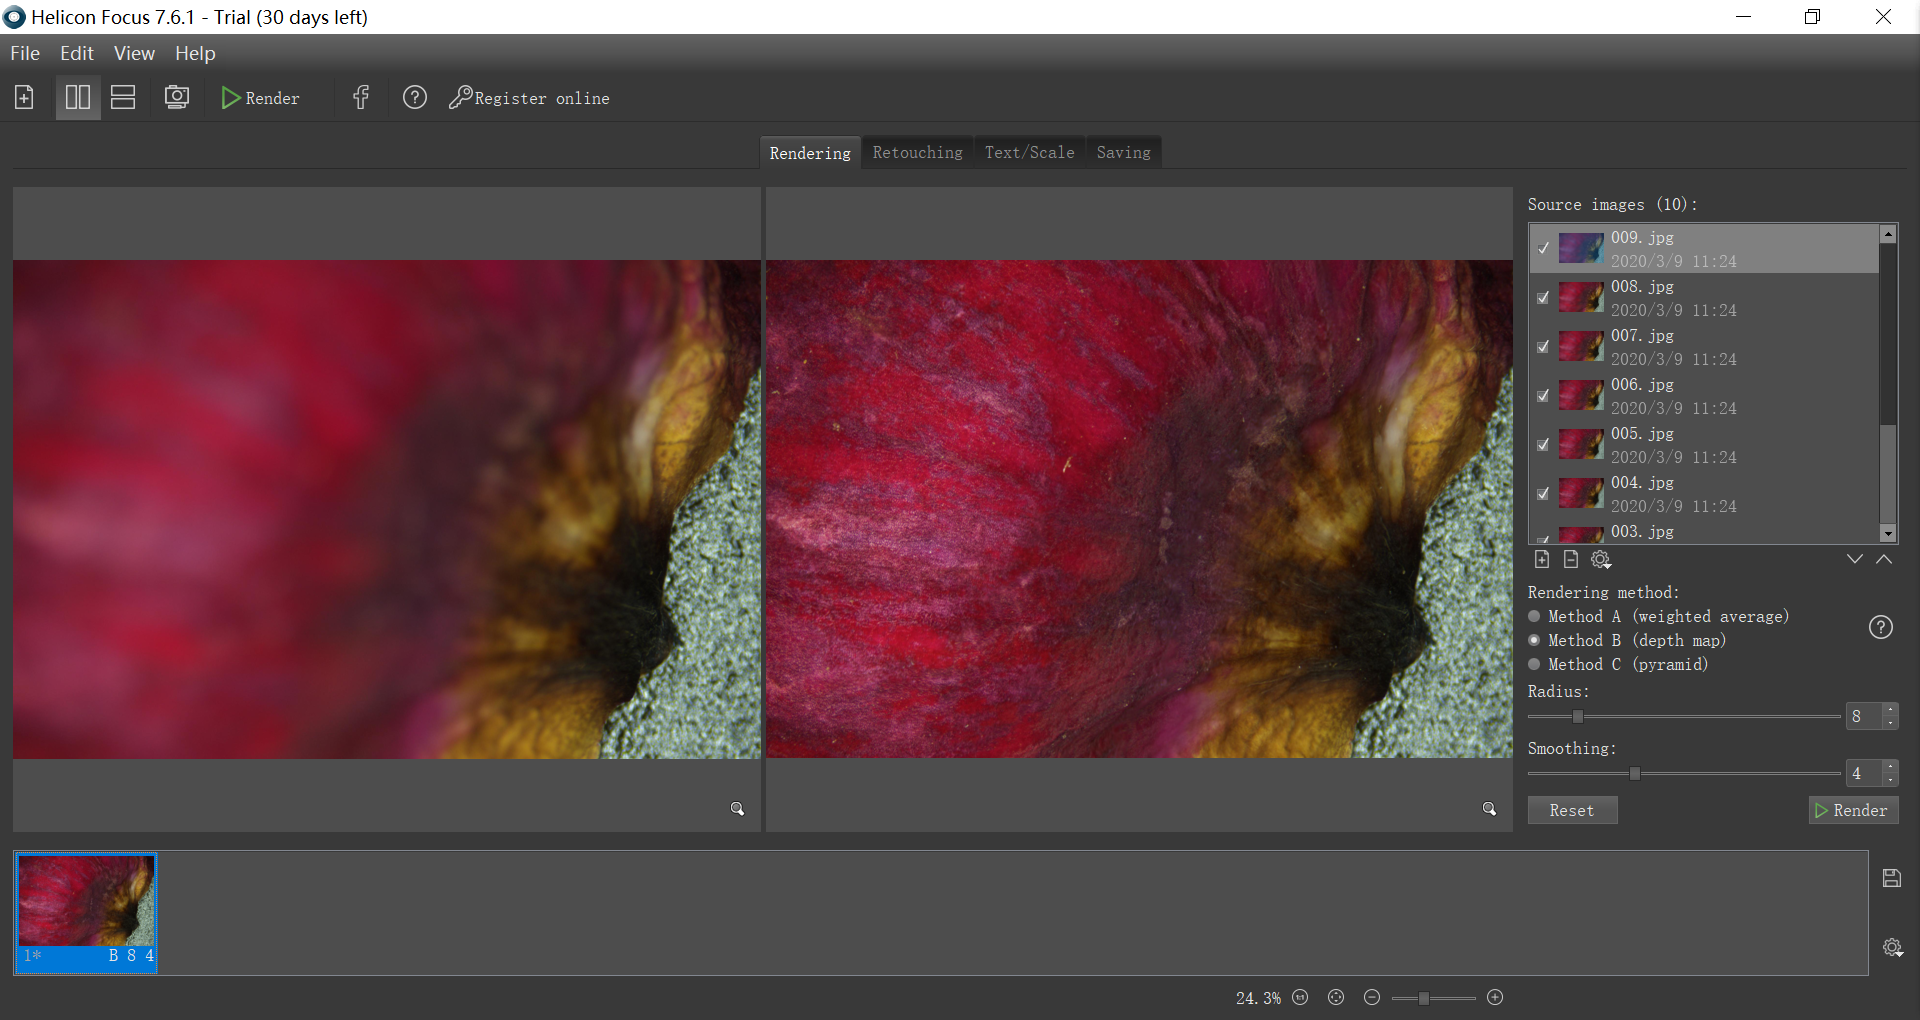 Helicon Focus 7.6.1 - Trial (30 days left)
File Edit View Help
Render
Register online
Rendering Retouching Text/Scale Saving
Source images (10):
009.jpg
2020/3/9 11:24
008.jpg
2020/3/9 11:24
007.jpg
2020/3/9 11:24
006.jpg
2020/3/9 11:24
005.jpg
2020/3/9 11:24
004.jpg
2020/3/9 11:24
003.jpg
Rendering method:
Method A (weighted average)
Method B (depth map)
Method C (pyramid)
Radius:
8
Smoothing:
4
Reset Render
1* B 8 4
24.3%